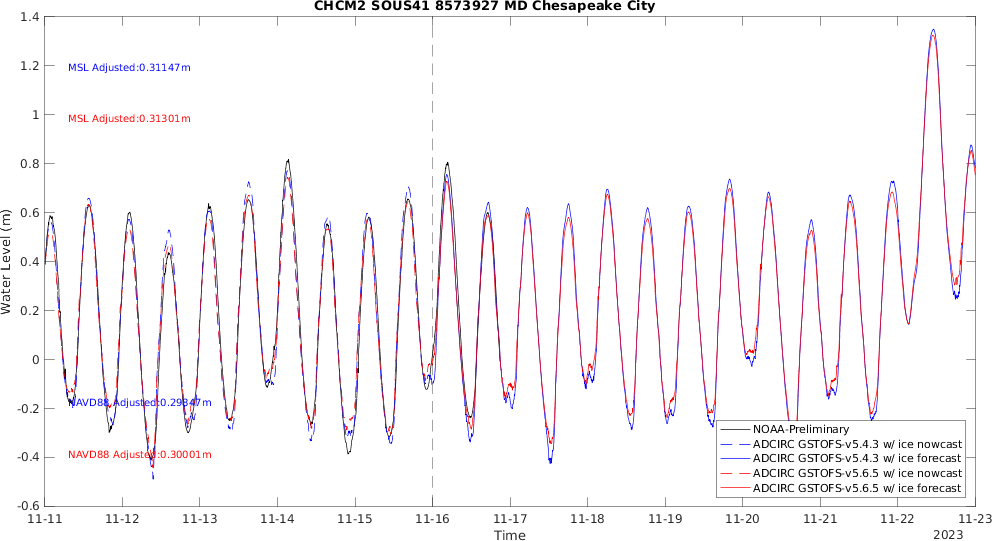 CHCM2 SOUS41 8573927 MD Chesapeake City
1.4
1.2
1
0.8
0.6
0.4
0.2
0
-0.2
-0.4
-0.6
Water Level (m)
MSL Adjusted:0.31147m
MSL Adjusted:0.31301m
NAVD88 Adjusted:0.29847m
NAVD88 Adjusted:0.30001m
NOAA-Preliminary
ADCIRC GSTOFS-v5.4.3 w/ ice nowcast
ADCIRC GSTOFS-v5.4.3 w/ ice forecast
ADCIRC GSTOFS-v5.6.5 w/ ice nowcast
ADCIRC GSTOFS-v5.6.5 w/ ice forecast
11-11 11-12 11-13 11-14 11-15 11-16 11-17 11-18 11-19 11-20 11-21 11-22 11-23
Time
2023